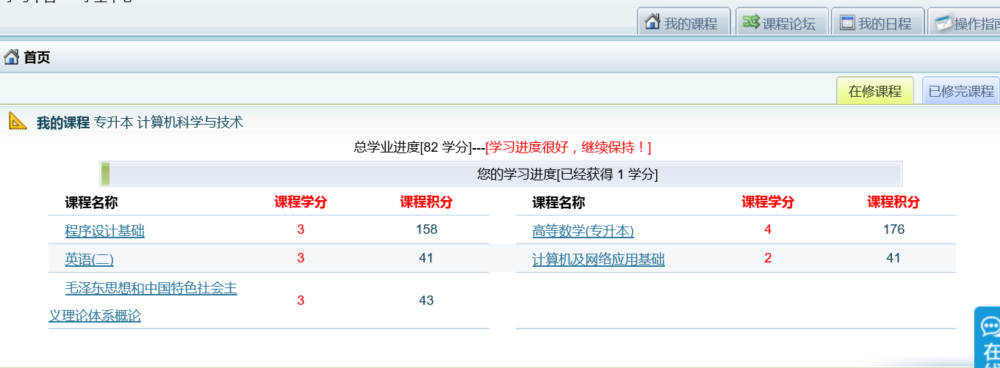 我的课程 课程论坛 我的日程 操作指南
首页
在修课程 已修完课程
我的课程 专升本 计算机科学与技术
总学业进度[82 学分]---[学习进度很好，继续保持！]
您的学习进度[已经获得 1 学分]
课程名称 课程学分 课程积分 课程名称 课程学分 课程积分
程序设计基础 3 158 高等数学(专升本) 4 176
英语(二) 3 41 计算机及网络应用基础 2 41
毛泽东思想和中国特色社会主
义理论体系概论 3 43
在